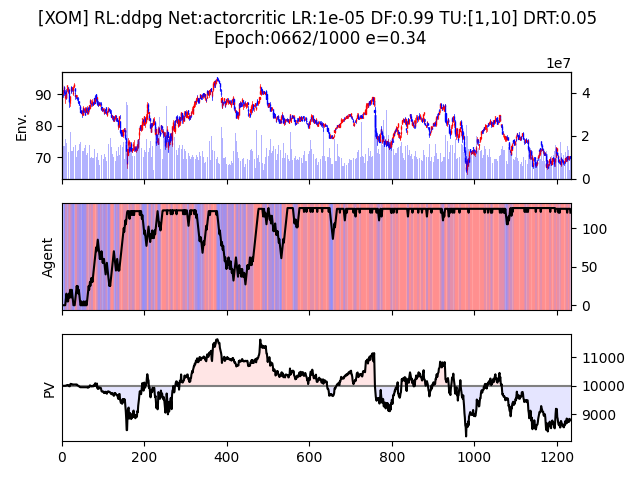 [XOM] RL:ddpg Net:actorcritic LR:1e-05 DF:0.99 TU:[1,10] DRT:0.05
Epoch:0662/1000 e=0.34
1e7
Env.
90
80
70
4
2
0
Agent
100
50
0
PV
11000
10000
9000
0 200 400 600 800 1000 1200